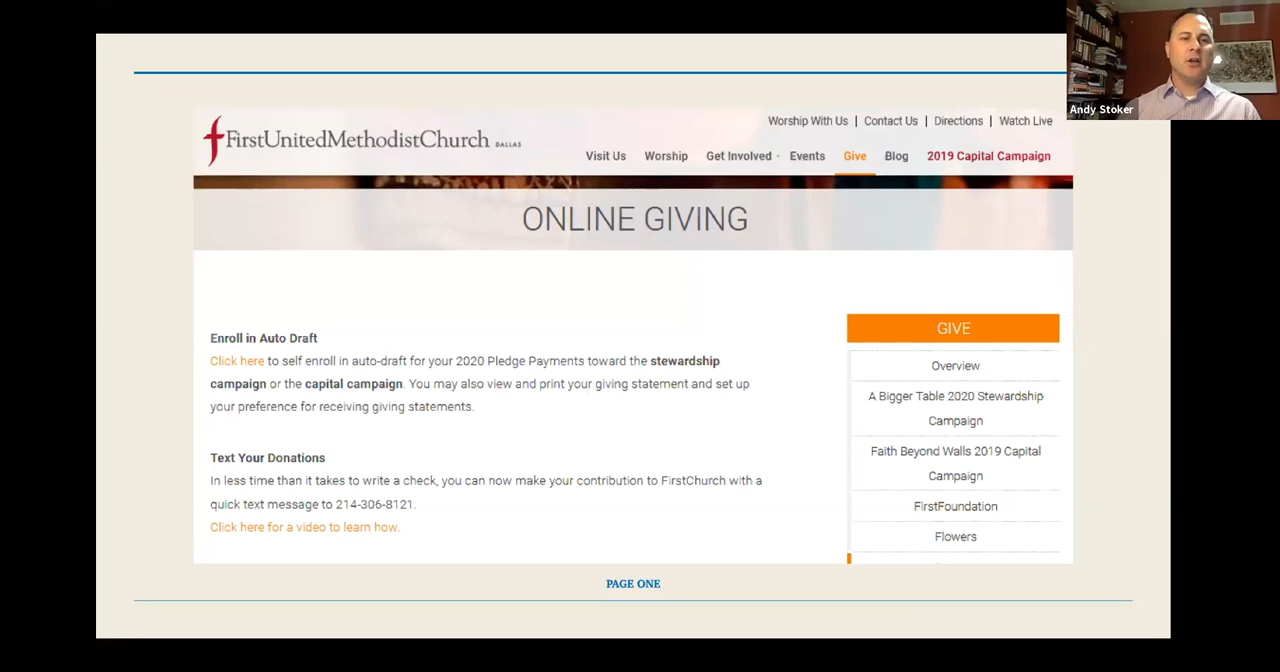 Andy Stoker
FirstUnitedMethodistChurch DALLAS
Worship With Us | Contact Us | Directions | Watch Live
Visit Us Worship Get Involved Events Give Blog 2019 Capital Campaign
ONLINE GIVING
Enroll in Auto Draft
Click here to self enroll in auto-draft for your 2020 Pledge Payments toward the stewardship
campaign or the capital campaign. You may also view and print your giving statement and set up
your preference for receiving giving statements.
Text Your Donations
In less time than it takes to write a check, you can now make your contribution to FirstChurch with a
quick text message to 214-306-8121.
Click here for a video to learn how.
GIVE
Overview
A Bigger Table 2020 Stewardship
Campaign
Faith Beyond Walls 2019 Capital
Campaign
FirstFoundation
Flowers
PAGE ONE